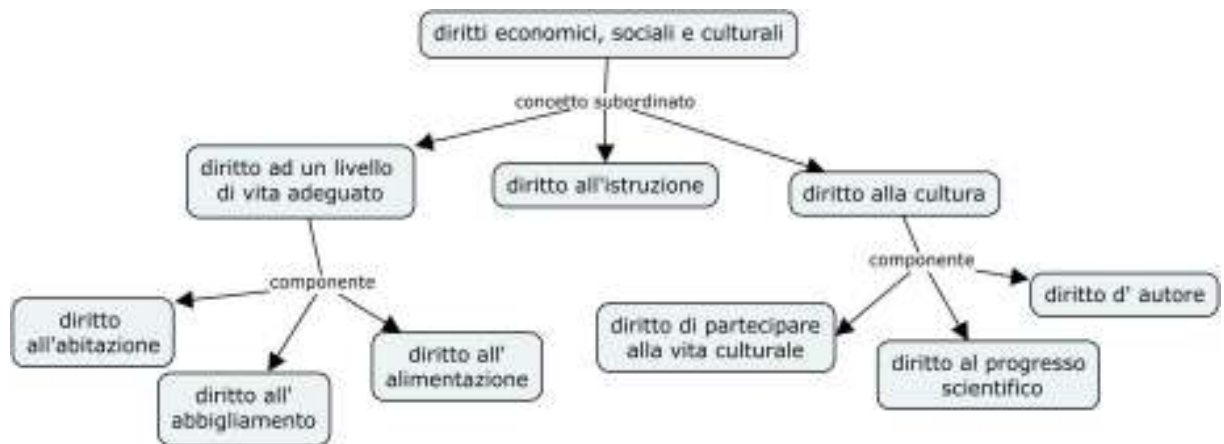 diritti economici, sociali e culturali
concetto subordinato
diritto ad un livello
di vita adeguato
diritto all'istruzione
diritto alla cultura
componente
componente
diritto
all'abitazione
diritto all'
abbigliamento
diritto all'
alimentazione
diritto di partecipare
alla vita culturale
diritto al progresso
scientifico
diritto d' autore